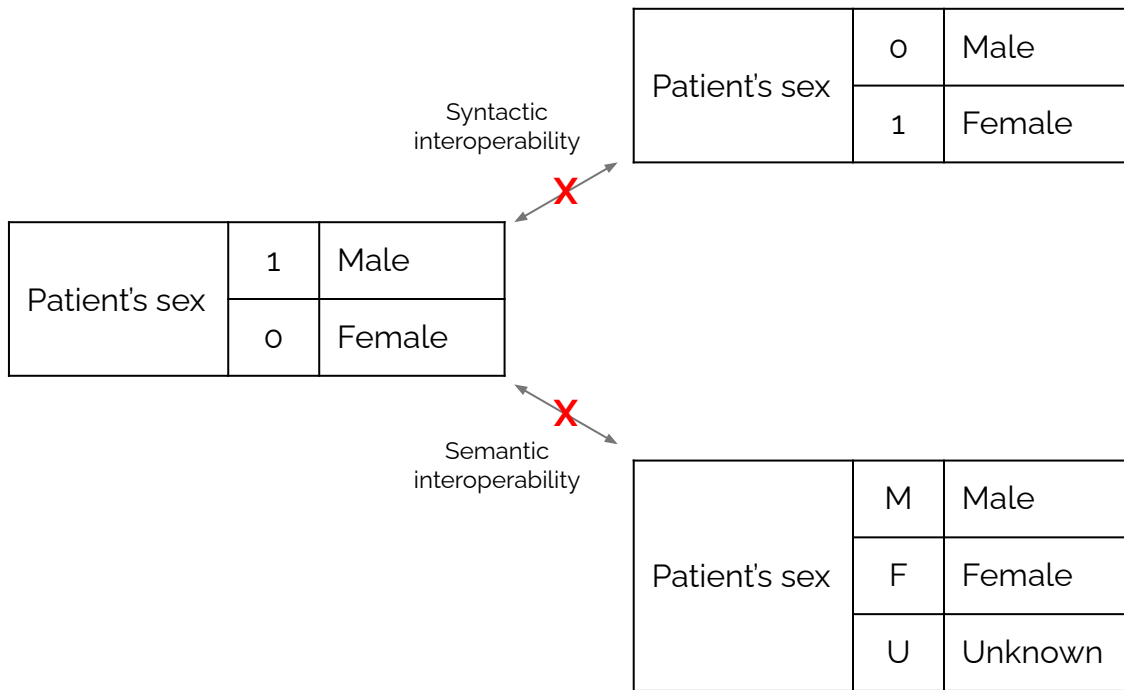 Patient’s sex
0
Male
1
Female
Syntactic
interoperability
X
Patient’s sex
1
Male
0
Female
X
Semantic
interoperability
Patient’s sex
M
Male
F
Female
U
Unknown